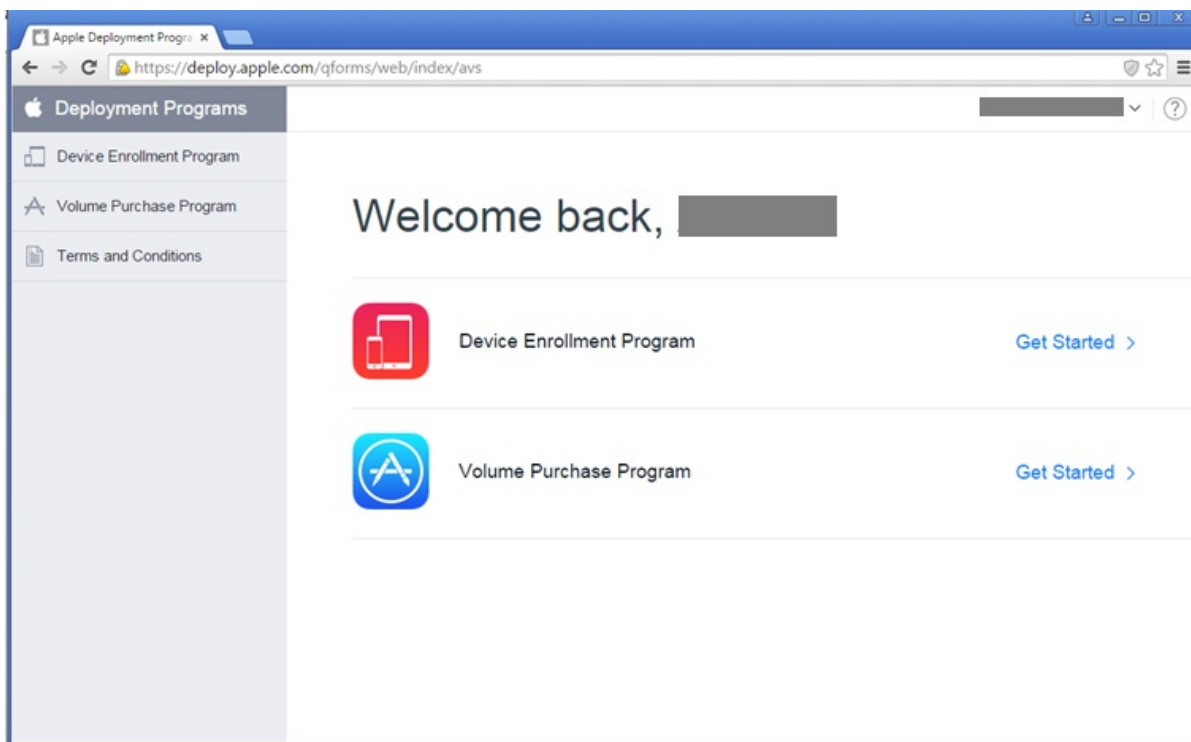 Apple Deployment Progra
https://deploy.apple.com/qforms/web/index/avs
Deployment Programs
Device Enrollment Program
Volume Purchase Program
Terms and Conditions
Welcome back,
Device Enrollment Program Get Started >
Volume Purchase Program Get Started >